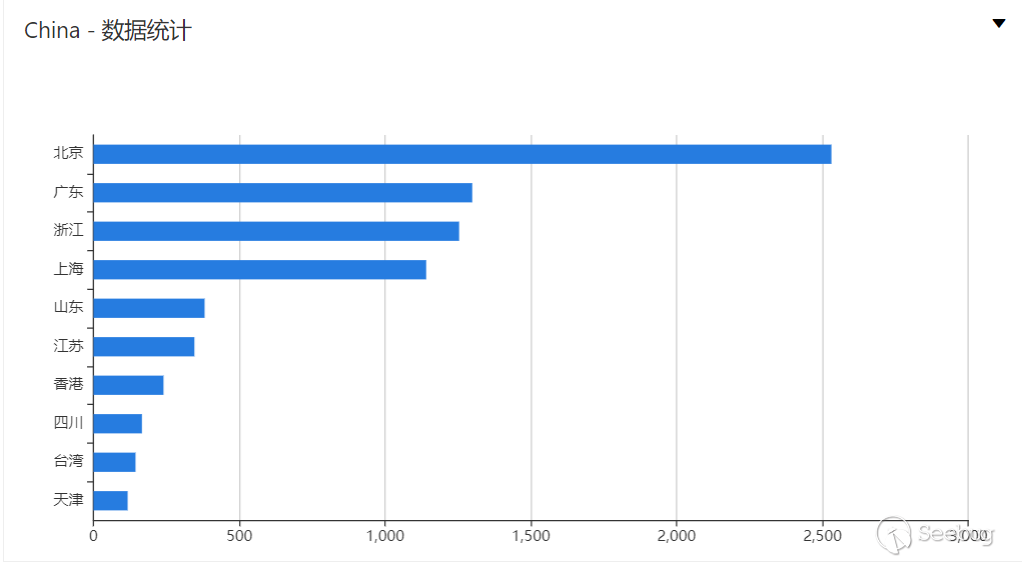 China - 数据统计
北京
广东
浙江
上海
山东
江苏
香港
四川
台湾
天津
0 500 1,000 1,500 2,000 2,500 3,000
Seebug